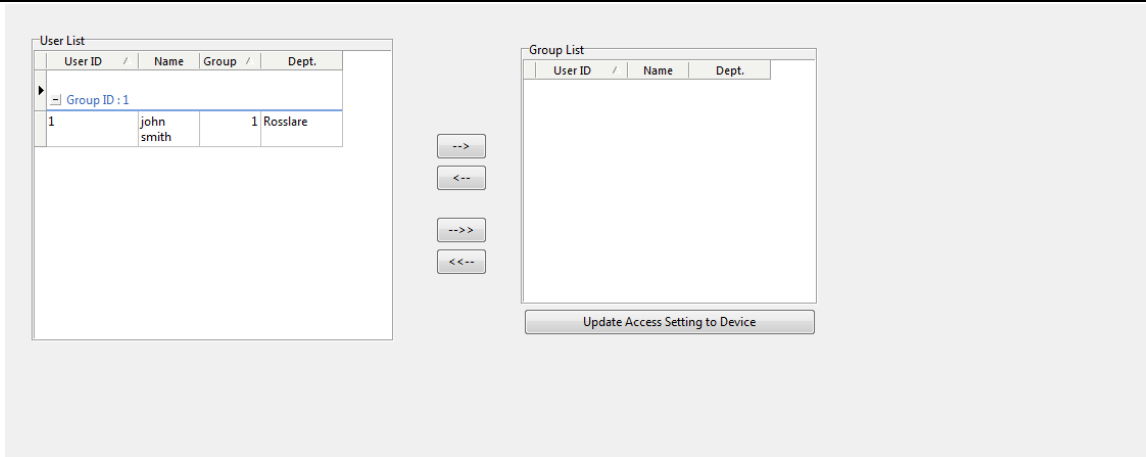 User List
User ID / Name Group / Dept.
Group ID : 1
1 john smith 1 Rosslare
-->
<--
-->>
<<--
Group List
User ID / Name Dept.
Update Access Setting to Device